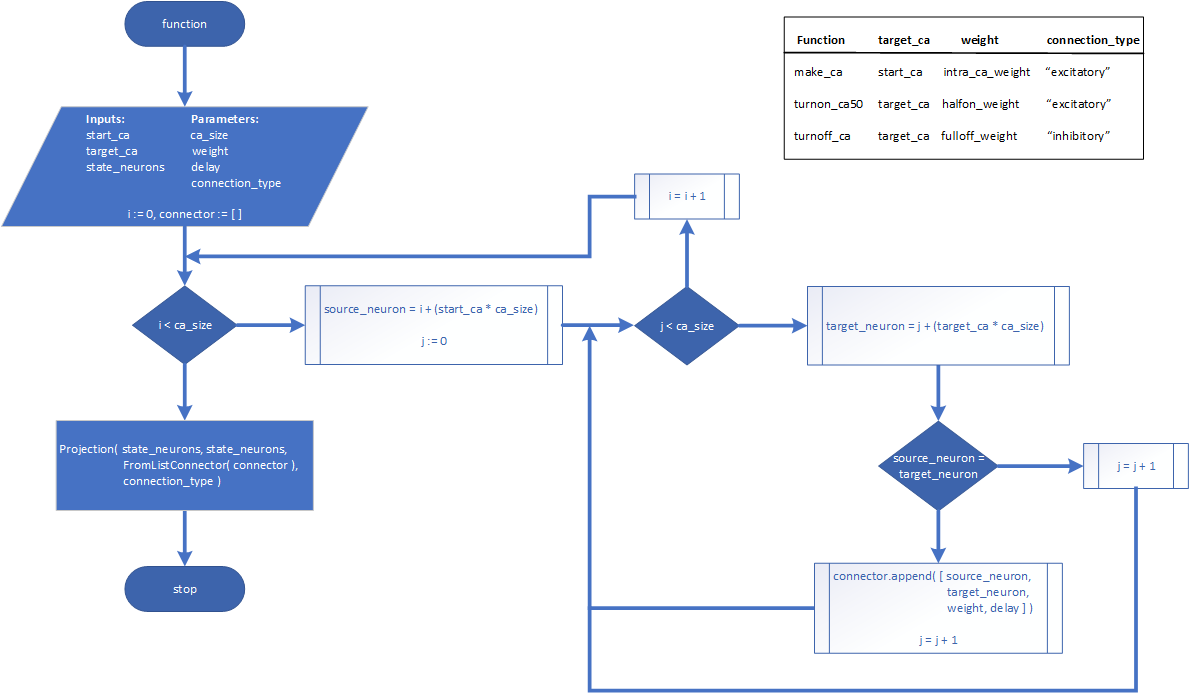 function
Inputs: Parameters:
start_ca ca_size
target_ca weight
state_neurons delay
connection_type
i := 0, connector := [ ]
Function target_ca weight connection_type
make_ca start_ca intra_ca_weight “excitatory”
turnon_ca50 target_ca halfon_weight “excitatory”
turnoff_ca target_ca fulloff_weight “inhibitory”
i = i + 1
i < ca_size
source_neuron = i + (start_ca * ca_size)
j := 0
j < ca_size
target_neuron = j + (target_ca * ca_size)
source_neuron =
target_neuron
j = j + 1
connector.append( [ source_neuron,
target_neuron,
weight, delay ] )
j = j + 1
Projection( state_neurons, state_neurons,
FromListConnector( connector ),
connection_type )
stop